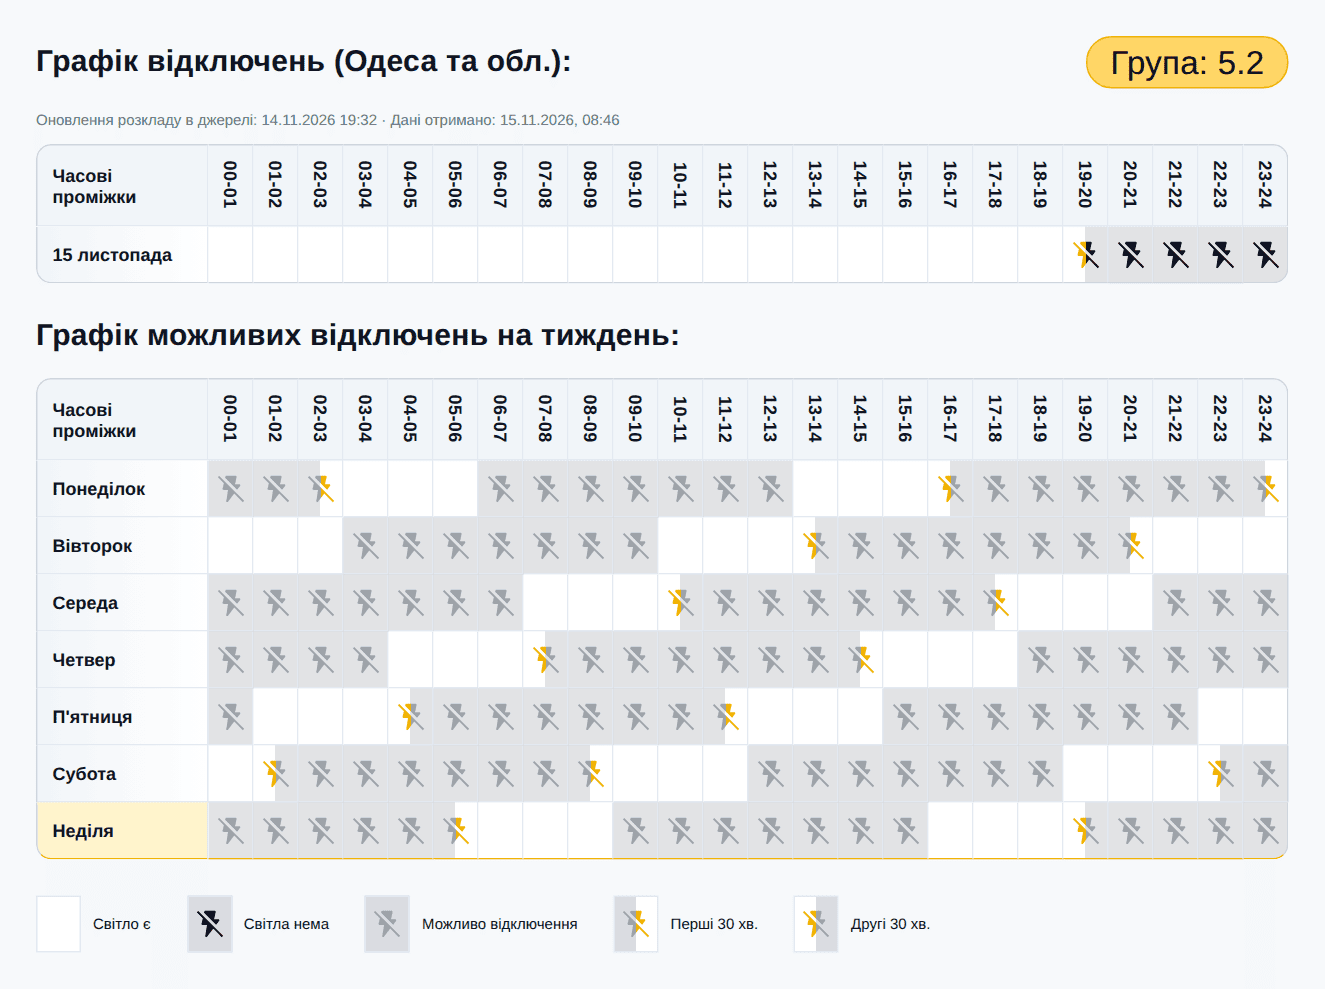 Графік відключень (Одеса та обл.):
Група: 5.2
Оновлення розкладу в джерелі: 14.11.2026 19:32 · Дані отримано: 15.11.2026, 08:46
Часові проміжки 00-01 01-02 02-03 03-04 04-05 05-06 06-07 07-08 08-09 09-10 10-11 11-12 12-13 13-14 14-15 15-16 16-17 17-18 18-19 19-20 20-21 21-22 22-23 23-24
15 листопада
Графік можливих відключень на тиждень:
Часові проміжки 00-01 01-02 02-03 03-04 04-05 05-06 06-07 07-08 08-09 09-10 10-11 11-12 12-13 13-14 14-15 15-16 16-17 17-18 18-19 19-20 20-21 21-22 22-23 23-24
Понеділок
Вівторок
Середа
Четвер
П'ятниця
Субота
Неділя
Світло є Світла нема Можливо відключення Перші 30 хв. Другі 30 хв.